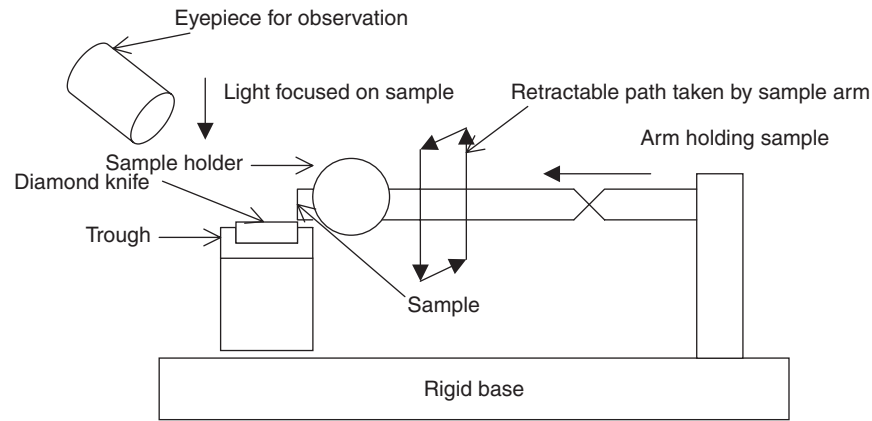 Eyepiece for observation
Light focused on sample
Retractable path taken by sample arm
Arm holding sample
Sample holder
Diamond knife
Trough
Sample
Rigid base